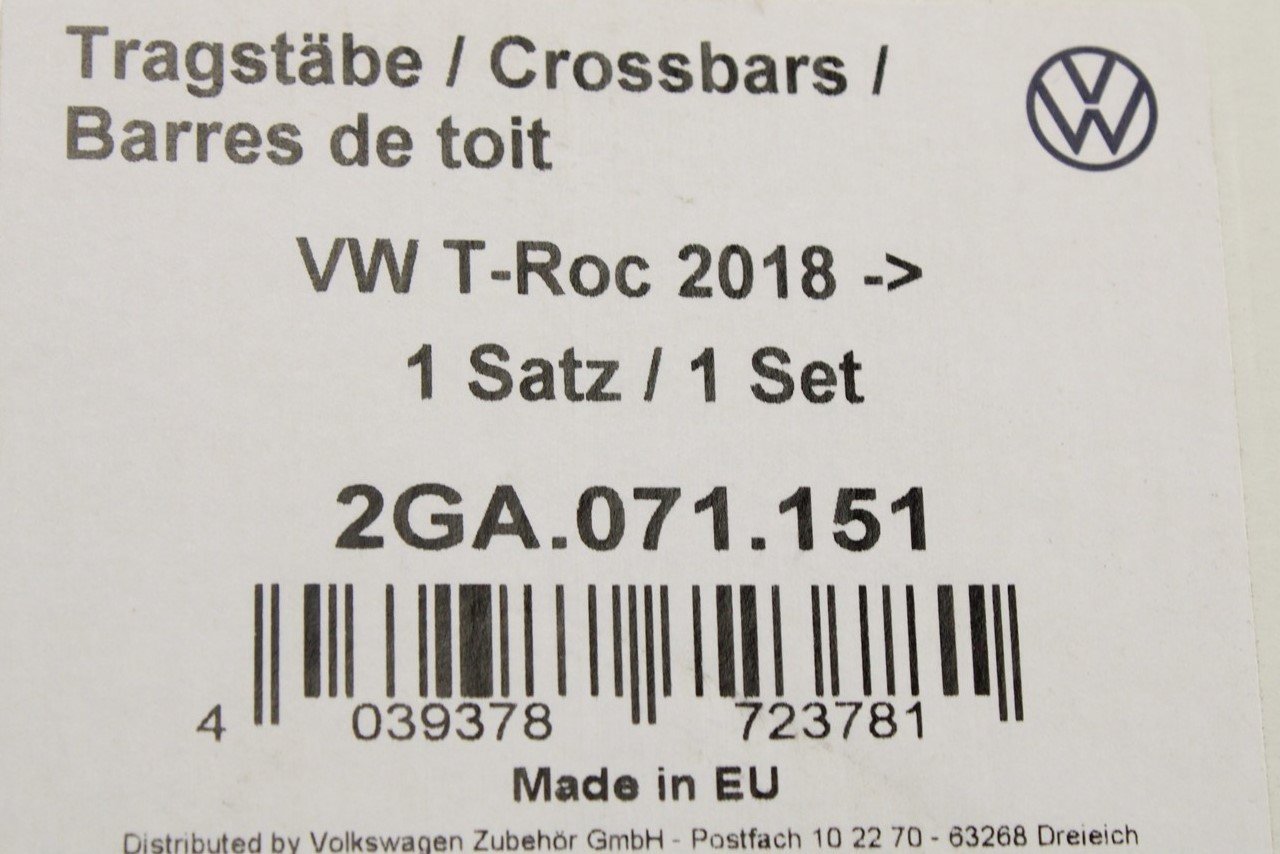 Tragstäbe / Crossbars /
Barres de toit
VW T-Roc 2018 ->
1 Satz / 1 Set
2GA.071.151
4 039378 723781
Made in EU
Distributed by Volkswagen Zubehör GmbH - Postfach 10 22 70 - 63268 Dreieich